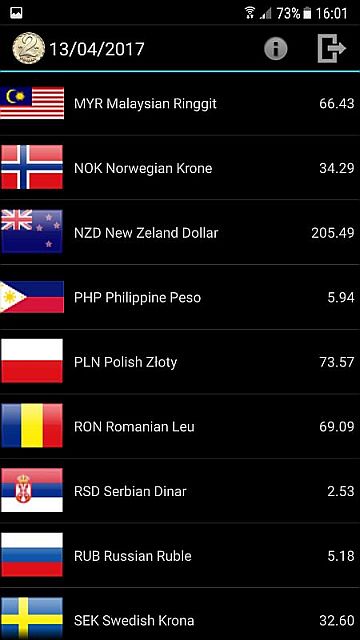 73% 16:01
2 13/04/2017
MYR Malaysian Ringgit 66.43
NOK Norwegian Krone 34.29
NZD New Zeland Dollar 205.49
PHP Philippine Peso 5.94
PLN Polish Złoty 73.57
RON Romanian Leu 69.09
RSD Serbian Dinar 2.53
RUB Russian Ruble 5.18
SEK Swedish Krona 32.60